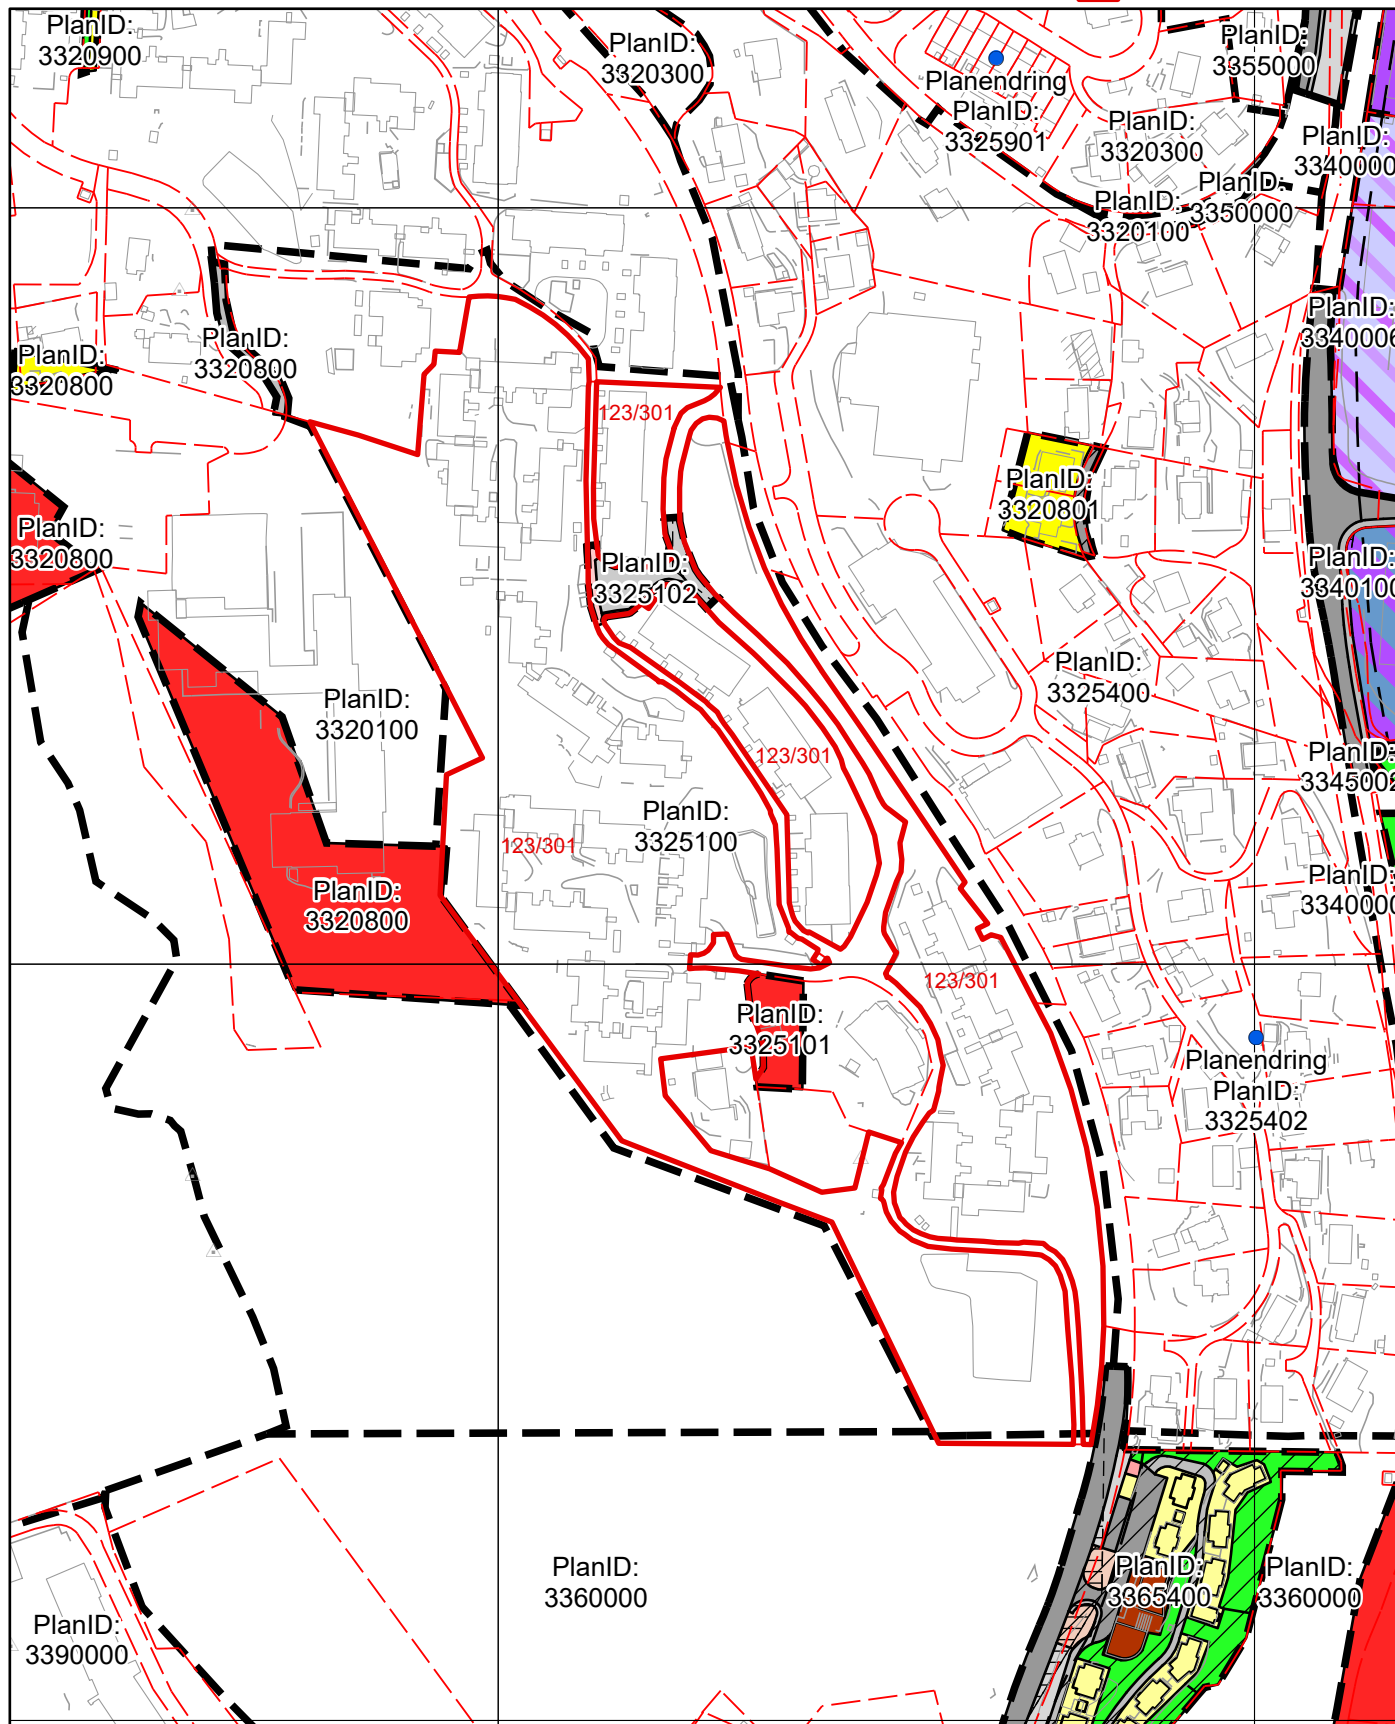 PlanID:
3320900
PlanID:
3320300
Planendring
PlanID:
3325901
PlanID:
3355000
PlanID:
3320300
PlanID:
3340000
PlanID:
3350000
PlanID:
3320100
PlanID:
3320800
PlanID:
3320800
PlanID:
3340006
123/301
PlanID:
3320801
PlanID:
3320800
PlanID:
3325102
PlanID:
3340100
PlanID:
3325400
PlanID:
3320100
123/301
PlanID:
3345002
PlanID:
3325100
123/301
PlanID:
3320800
PlanID:
3340000
123/301
PlanID:
3325101
Planendring
PlanID:
3325402
PlanID:
3360000
PlanID:
3365400
PlanID:
3360000
PlanID:
3390000